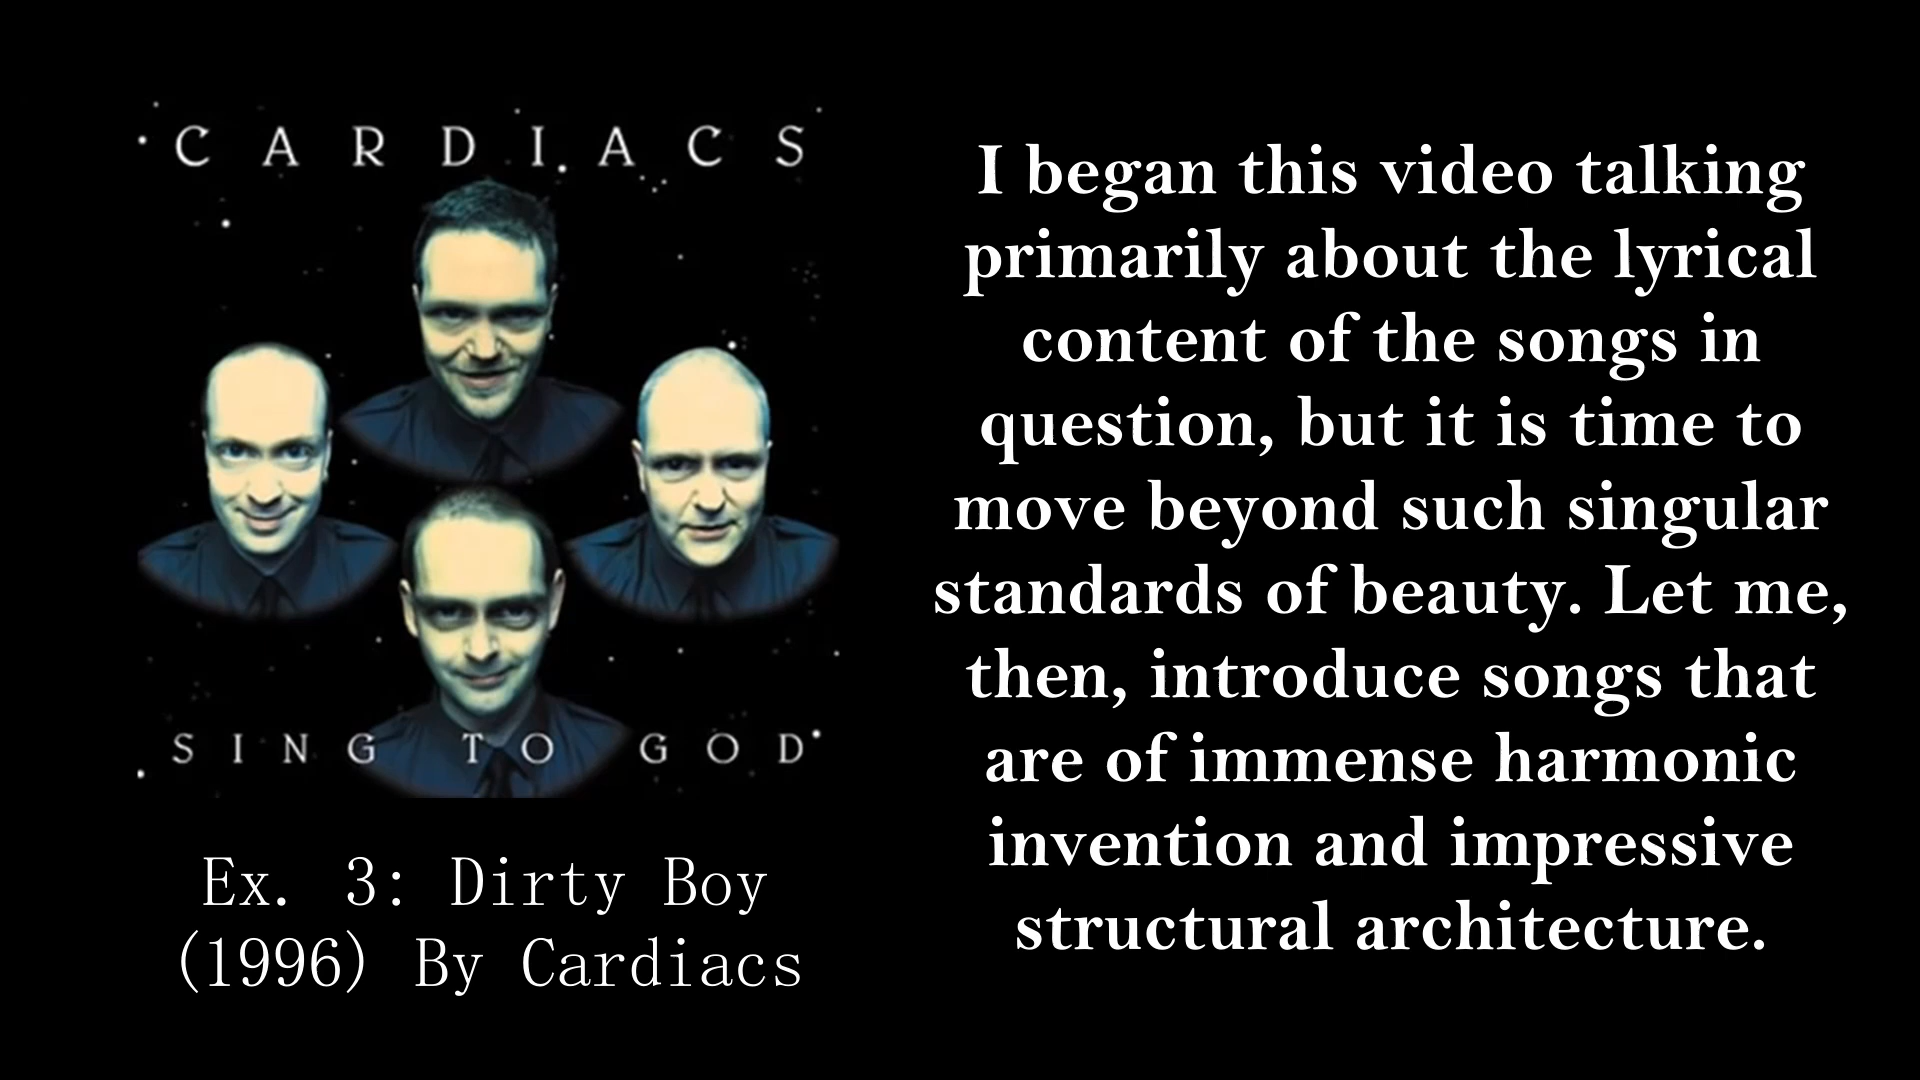 CARDIACS
SING TO GOD
Ex. 3: Dirty Boy
(1996) By Cardiacs
I began this video talking
primarily about the lyrical
content of the songs in
question, but it is time to
move beyond such singular
standards of beauty. Let me,
then, introduce songs that
are of immense harmonic
invention and impressive
structural architecture.